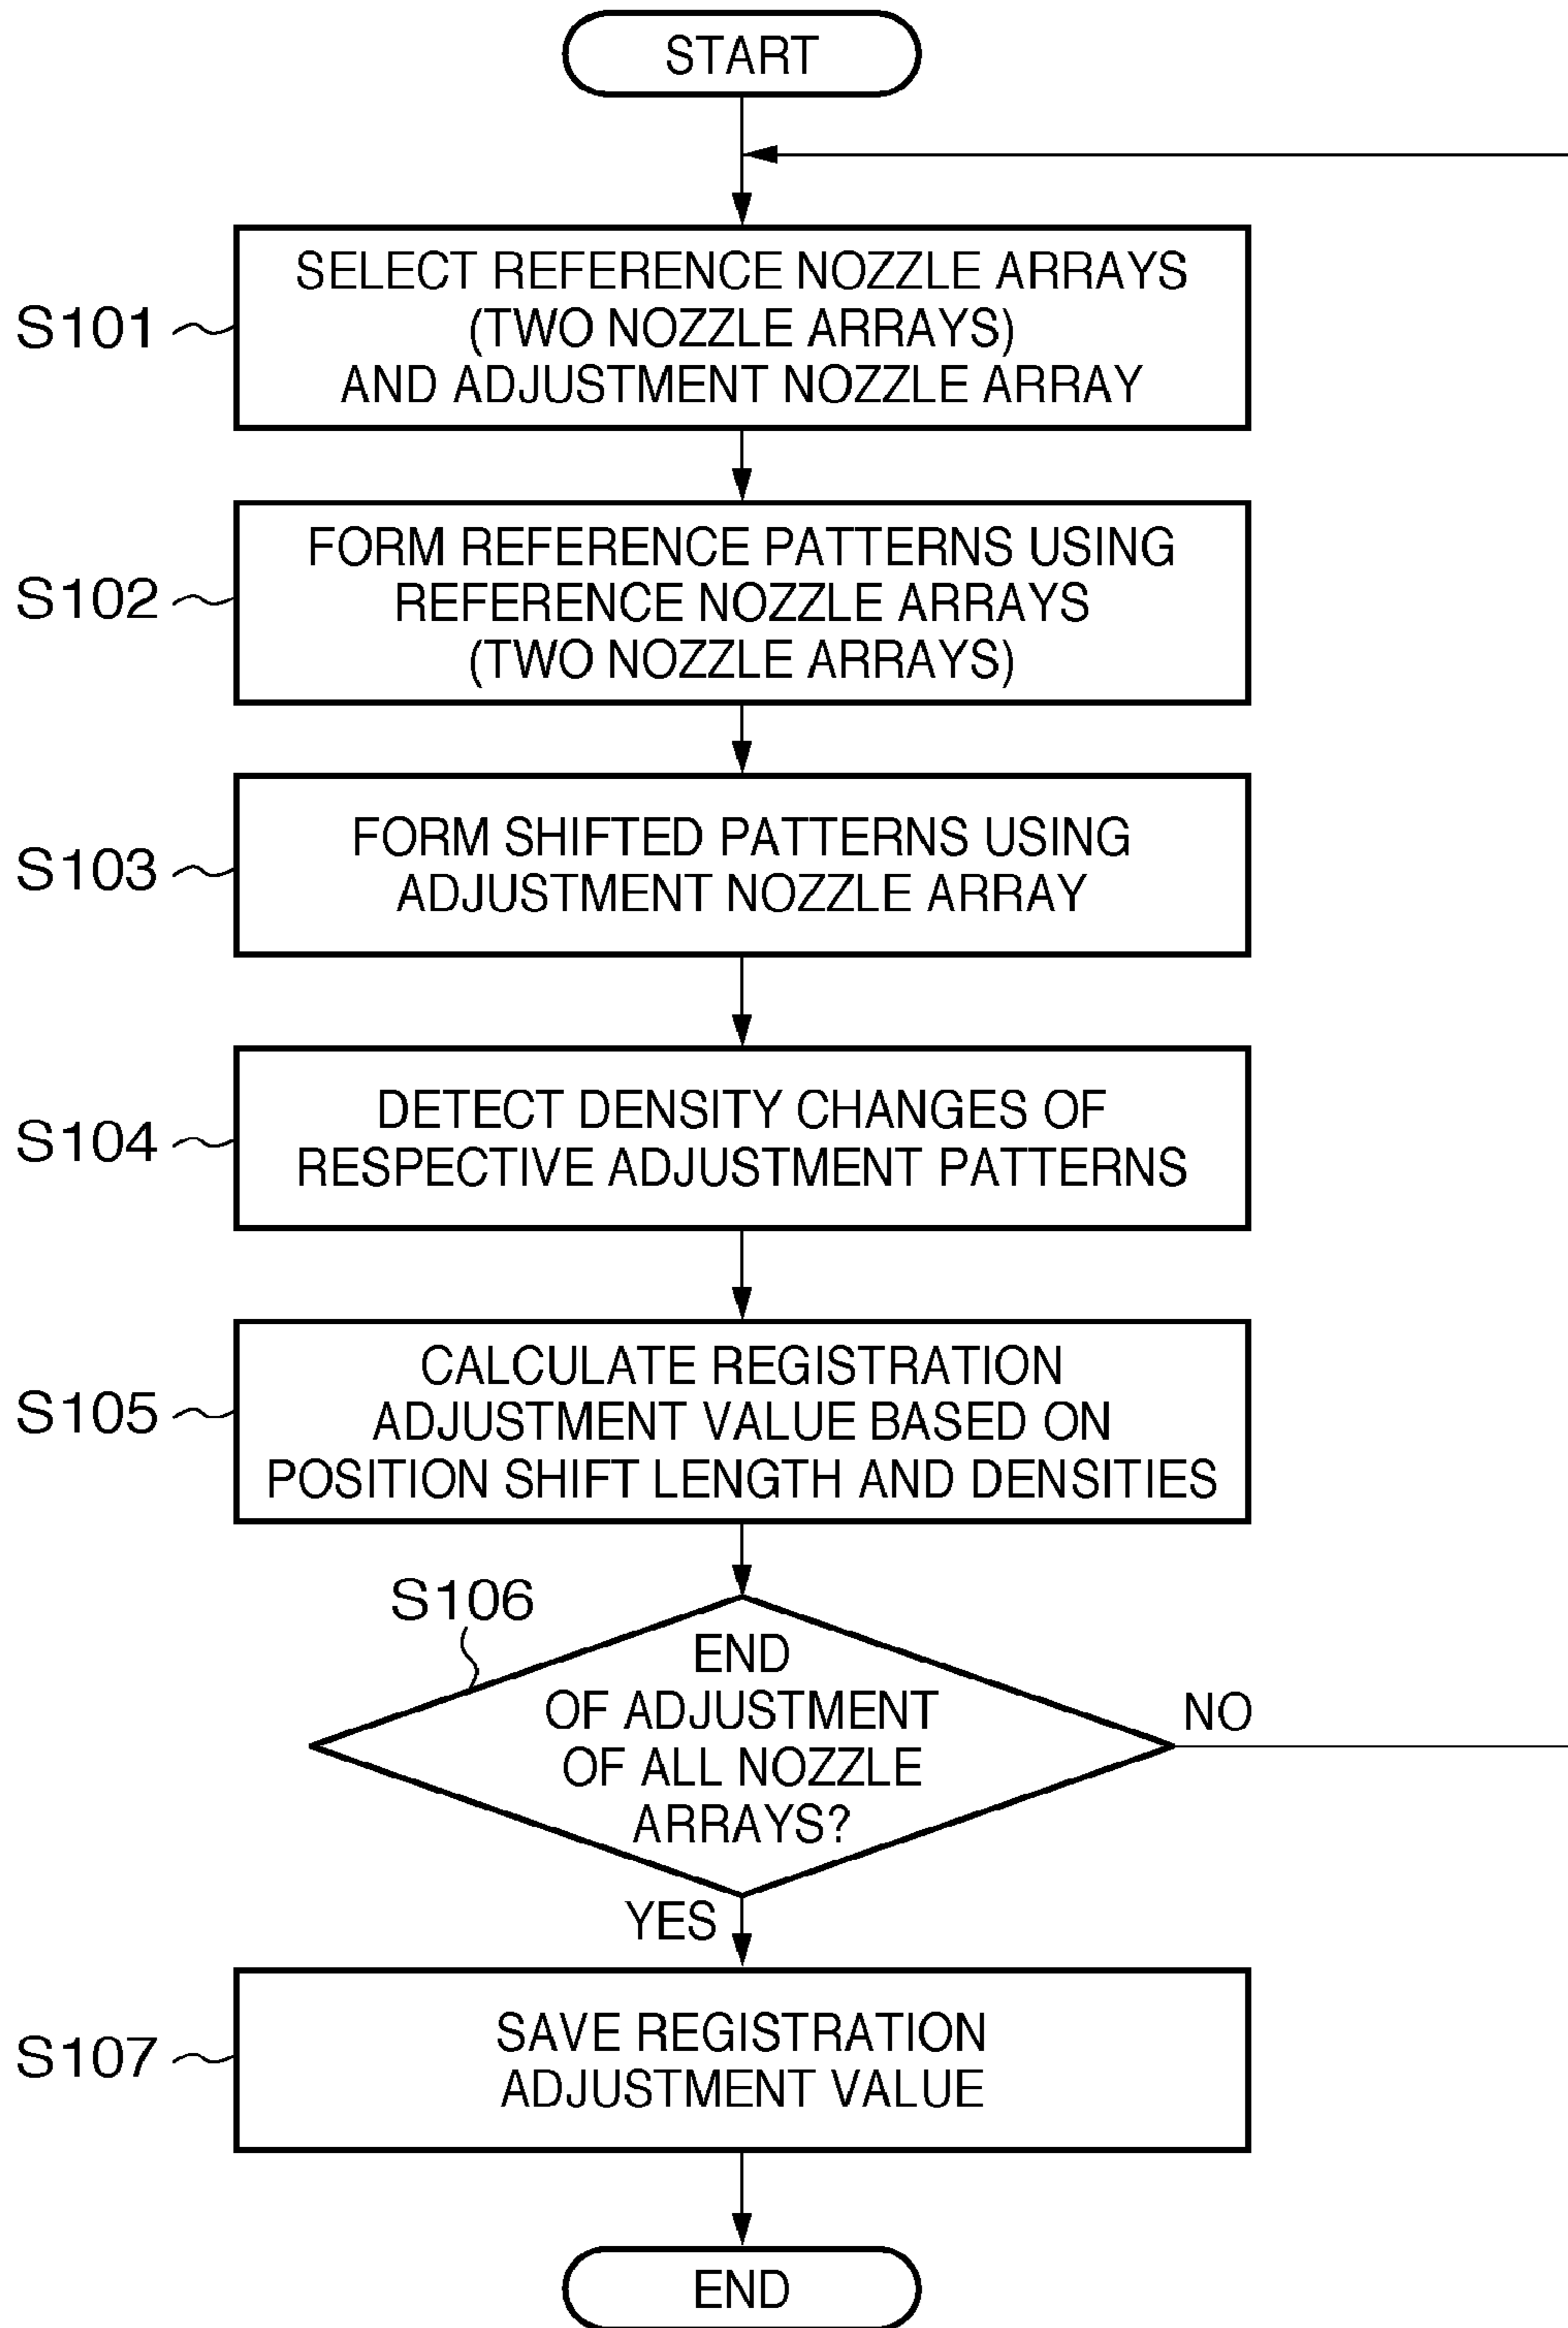 START
S101
SELECT REFERENCE NOZZLE ARRAYS
(TWO NOZZLE ARRAYS)
AND ADJUSTMENT NOZZLE ARRAY
S102
FORM REFERENCE PATTERNS USING
REFERENCE NOZZLE ARRAYS
(TWO NOZZLE ARRAYS)
S103
FORM SHIFTED PATTERNS USING
ADJUSTMENT NOZZLE ARRAY
S104
DETECT DENSITY CHANGES OF
RESPECTIVE ADJUSTMENT PATTERNS
S105
CALCULATE REGISTRATION
ADJUSTMENT VALUE BASED ON
POSITION SHIFT LENGTH AND DENSITIES
S106
END
OF ADJUSTMENT
OF ALL NOZZLE
ARRAYS?
NO
YES
S107
SAVE REGISTRATION
ADJUSTMENT VALUE
END